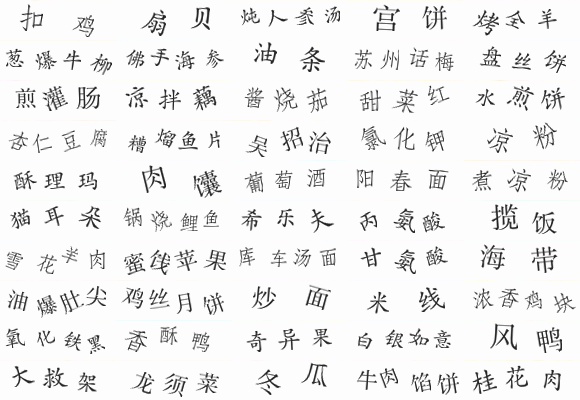 扣鸡 扇贝 炖人参汤 宫饼 烤全羊
葱爆牛柳 佛手海参 油条 苏州话梅 盘丝饼
煎灌肠 凉拌藕 酱烧茄 甜菜红 水煎饼
杏仁豆腐 糟熘鱼片 吴招治 氯化钾 凉粉
酥理玛 肉馕 葡萄酒 阳春面 煮凉粉
猫耳朵 锅烧鲤鱼 希乐夫 丙氨酸 揽饭
雪花羊肉 蜜饯苹果 库车汤面 甘氨酸 海带
油爆肚尖 鸡丝月饼 炒面 米线 浓香鸡块
氧化铁黑 香酥鸭 奇异果 白银如意 风鸭
大救架 龙须菜 冬瓜 牛肉馅饼 桂花肉